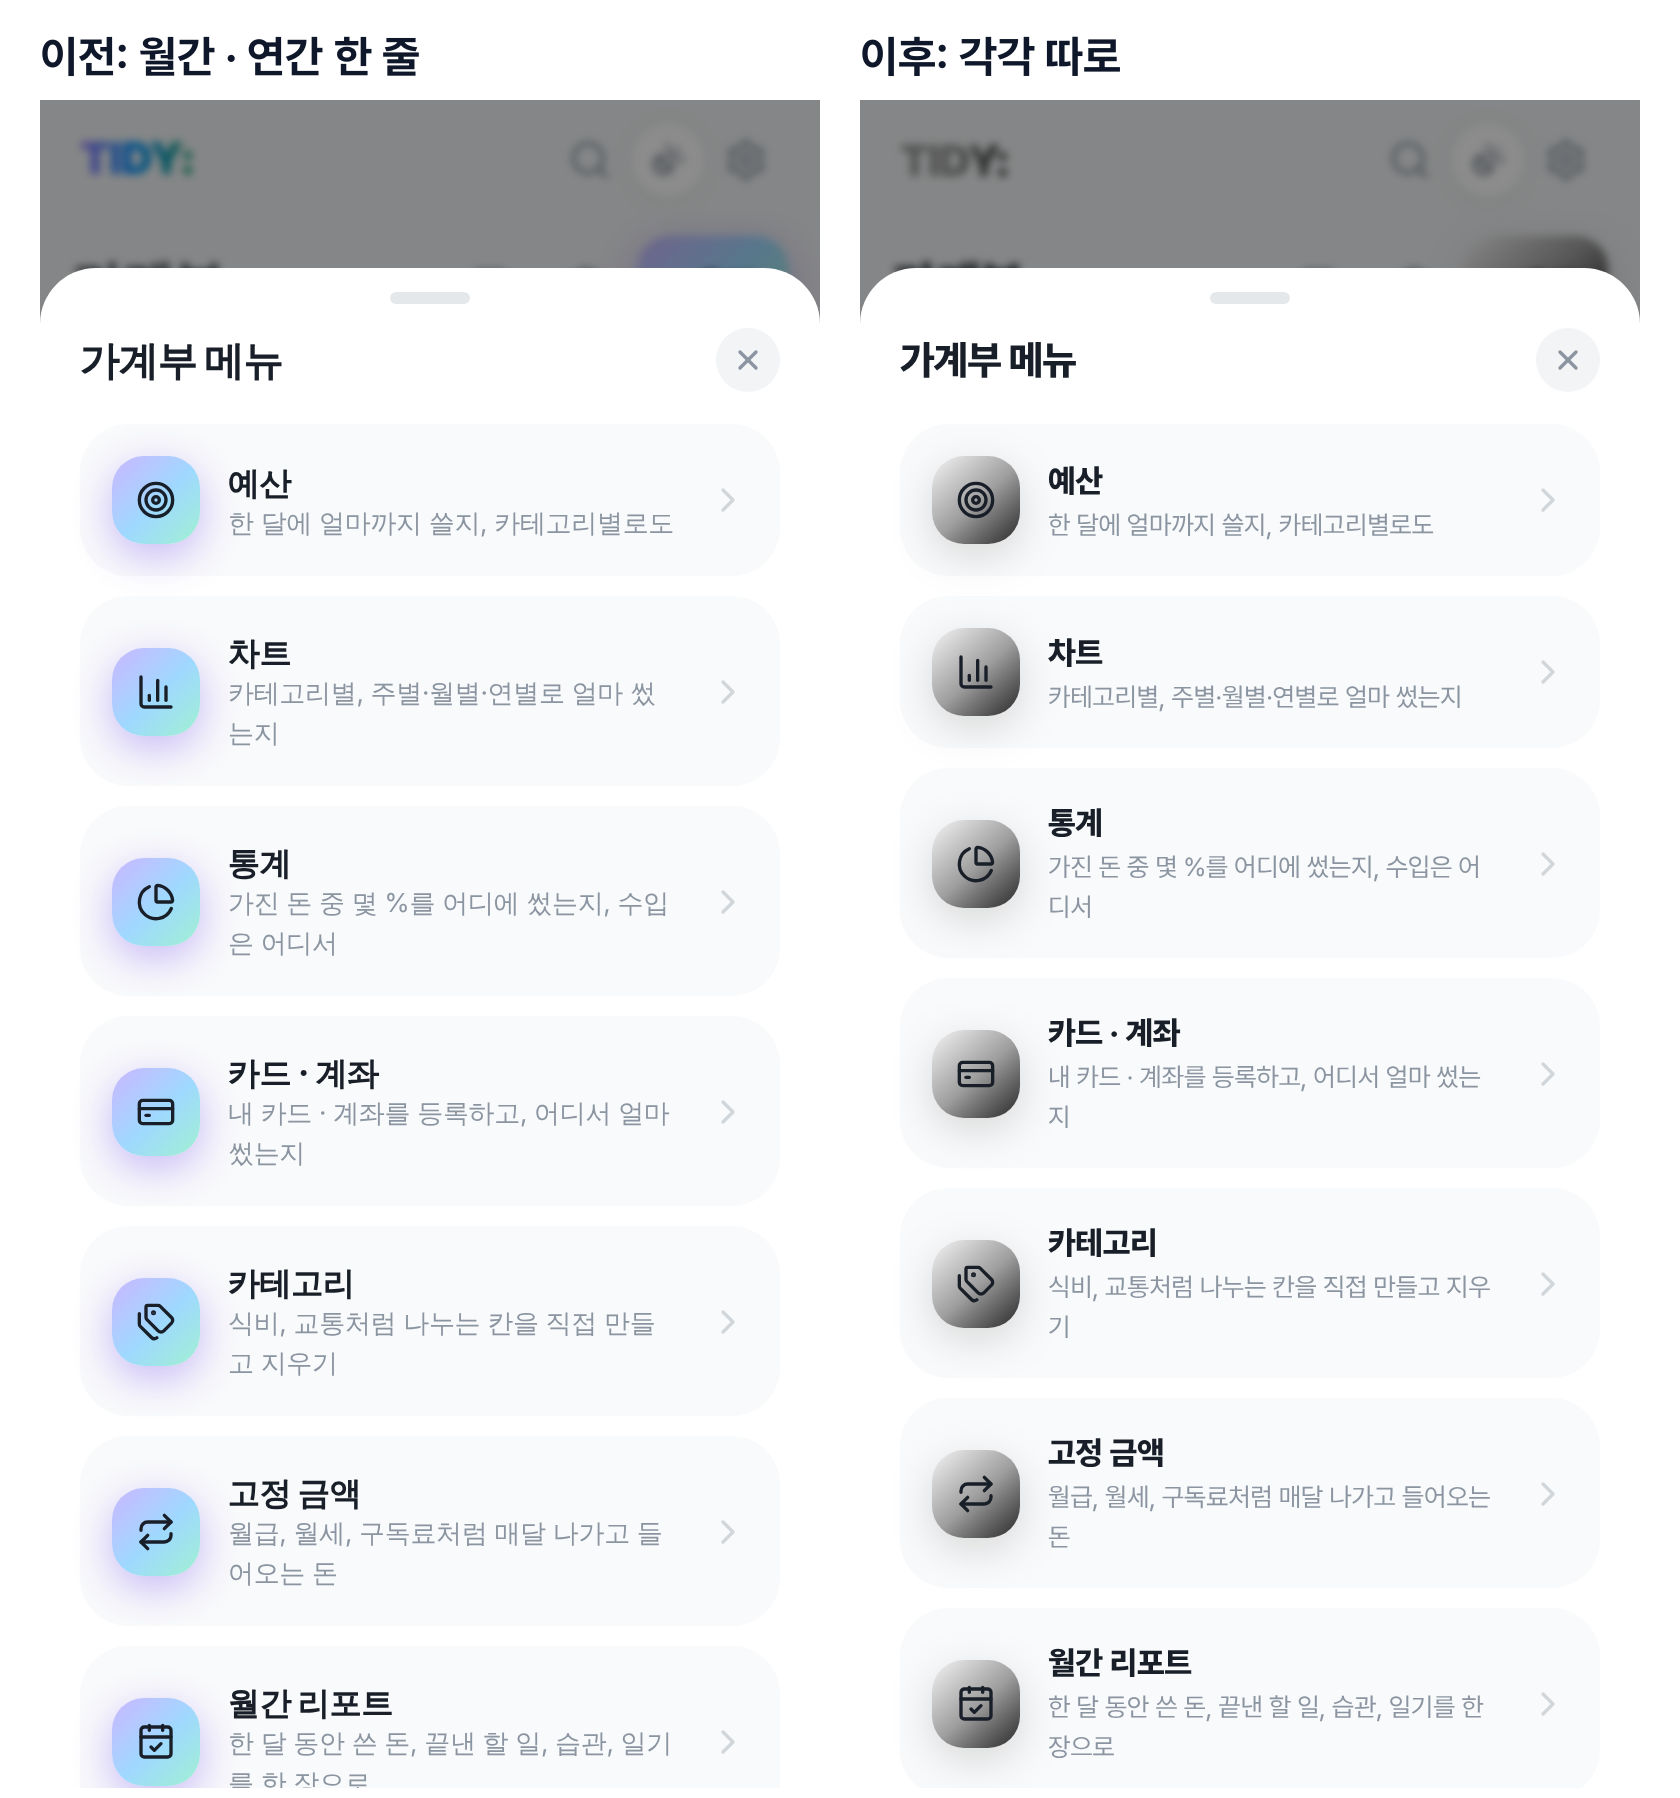 이전: 월간 · 연간 한 줄
TIDY:
가계부 메뉴
예산
한 달에 얼마까지 쓸지, 카테고리별로도
차트
카테고리별, 주별·월별·연별로 얼마 썼
는지
통계
가진 돈 중 몇 %를 어디에 썼는지, 수입
은 어디서
카드 · 계좌
내 카드 · 계좌를 등록하고, 어디서 얼마
썼는지
카테고리
식비, 교통처럼 나누는 칸을 직접 만들
고 지우기
고정 금액
월급, 월세, 구독료처럼 매달 나가고 들
어오는 돈
월간 리포트
한 달 동안 쓴 돈, 끝낸 할 일, 습관, 일기
를 한 장으로
이후: 각각 따로
TIDY:
가계부 메뉴
예산
한 달에 얼마까지 쓸지, 카테고리별로도
차트
카테고리별, 주별·월별·연별로 얼마 썼는지
통계
가진 돈 중 몇 %를 어디에 썼는지, 수입은 어
디서
카드 · 계좌
내 카드 · 계좌를 등록하고, 어디서 얼마 썼는
지
카테고리
식비, 교통처럼 나누는 칸을 직접 만들고 지우
기
고정 금액
월급, 월세, 구독료처럼 매달 나가고 들어오는
돈
월간 리포트
한 달 동안 쓴 돈, 끝낸 할 일, 습관, 일기를 한
장으로